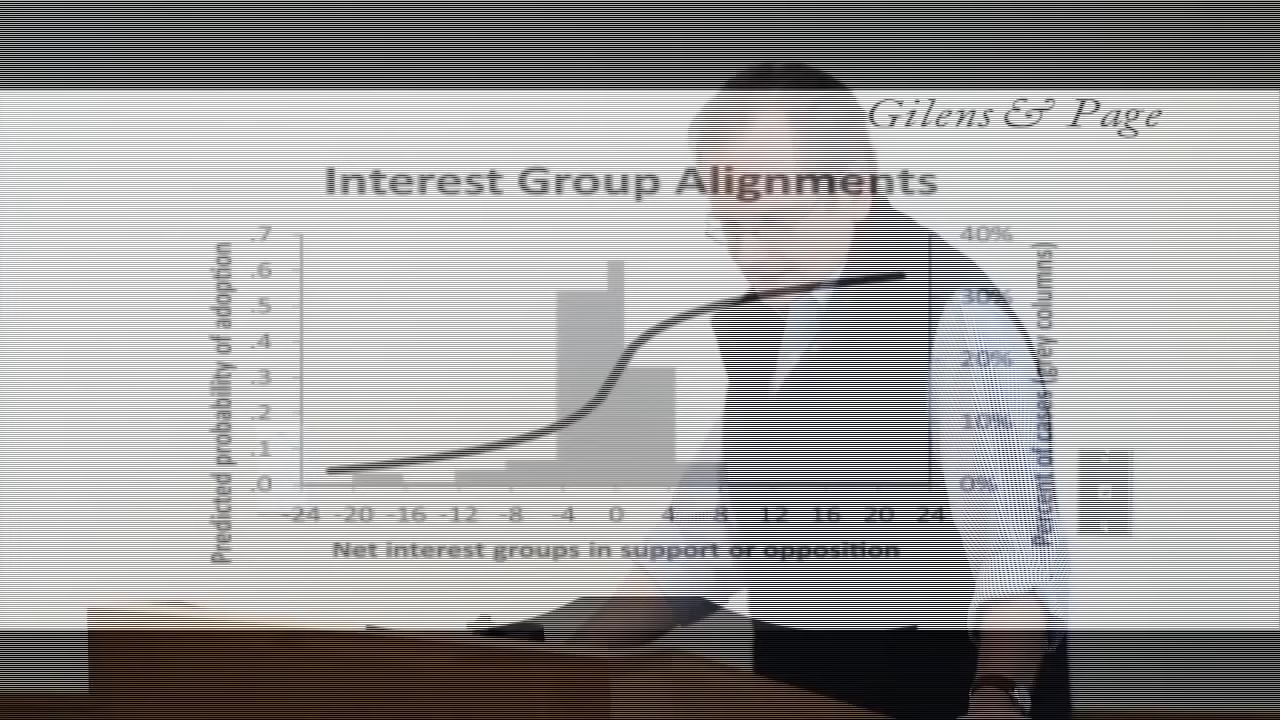 Gilens & Page
Interest Group Alignments
Predicted probability of adoption
.7
.6
.5
.4
.3
.2
.1
.0
40%
30%
20%
10%
0%
Percent of cases (grey columns)
-24 -20 -16 -12 -8 -4 0 4 8 12 16 20 24
Net interest groups in support or opposition